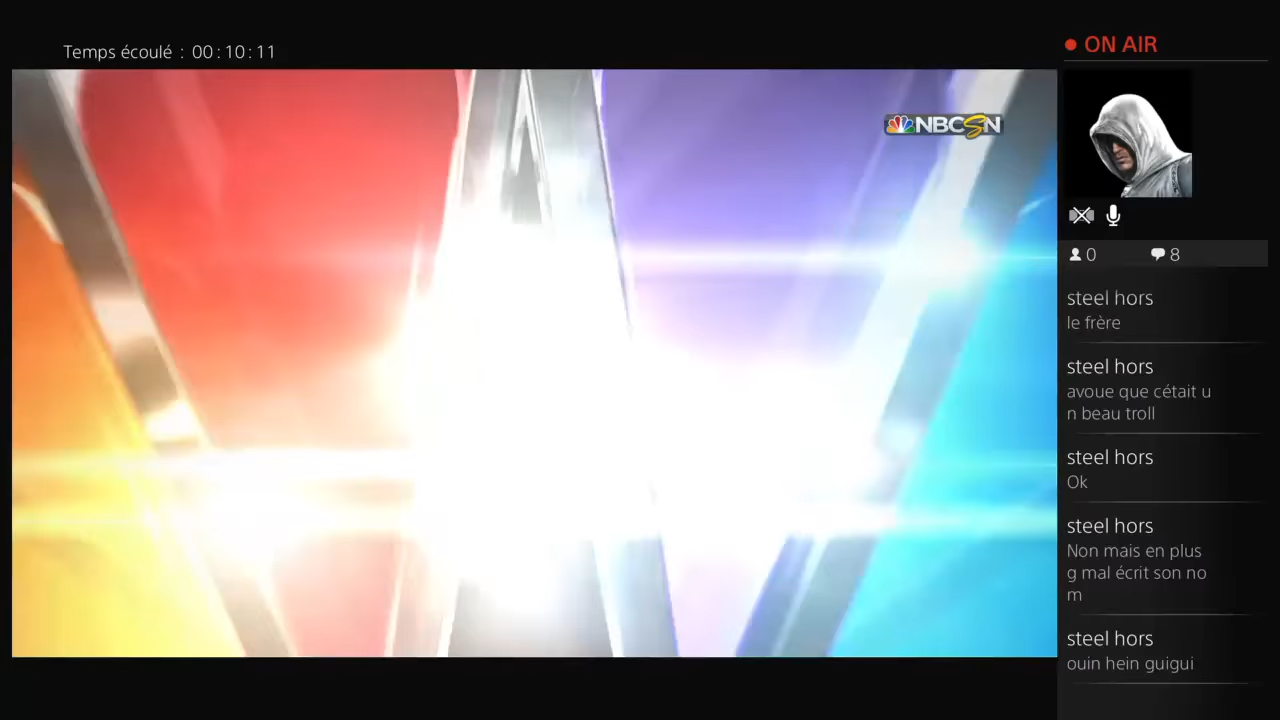 Temps écoulé : 00:10:11
NBCSN
ON AIR
0
8
steel hors
le frère
steel hors
avoue que cétait u
n beau troll
steel hors
Ok
steel hors
Non mais en plus
g mal écrit son no
m
steel hors
ouin hein guigui